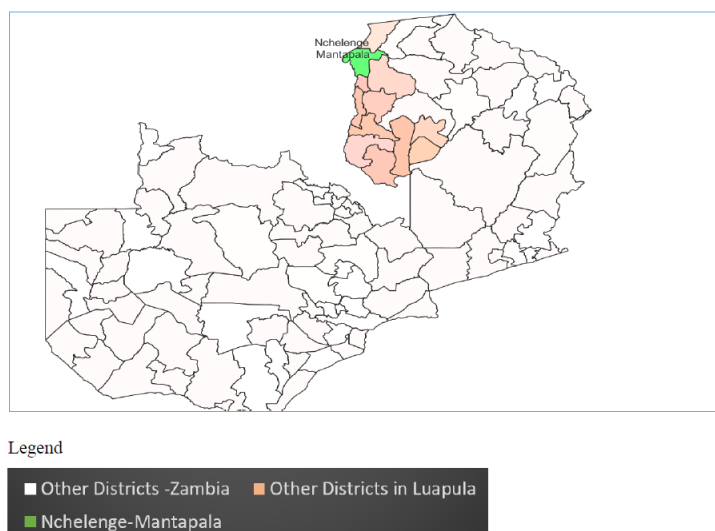 Nchelenge
Mantapala
Legend
Other Districts -Zambia
Other Districts in Luapula
Nchelenge-Mantapala